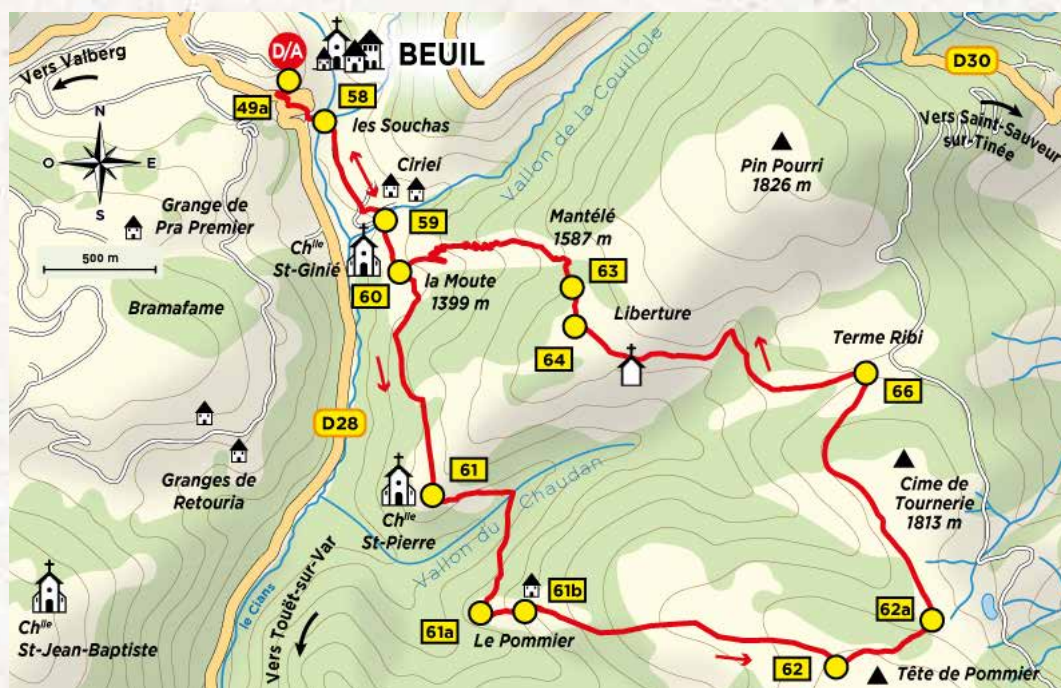 Vers Valberg
D/A
BEUIL
49a
58
les Souchas
D30
Vers Saint-Sauveur
-sur-Tinée
N
O
E
S
Grange de
Pra Premier
500 m
Ciriei
Vallon de la Couillole
Pin Pourri
1826 m
59
Chlle
St-Ginié
60
la Moute
1399 m
Mantélé
1587 m
63
Liberture
64
Bramafame
Terme Ribi
66
D28
Granges de
Retouria
61
Chlle
St-Pierre
Vallon du Chaudan
Cime de
Tournerie
1813 m
Chlle
St-Jean-Baptiste
le Cians
Vers Touët-sur-Var
61a
61b
Le Pommier
62a
62
Tête de Pommier